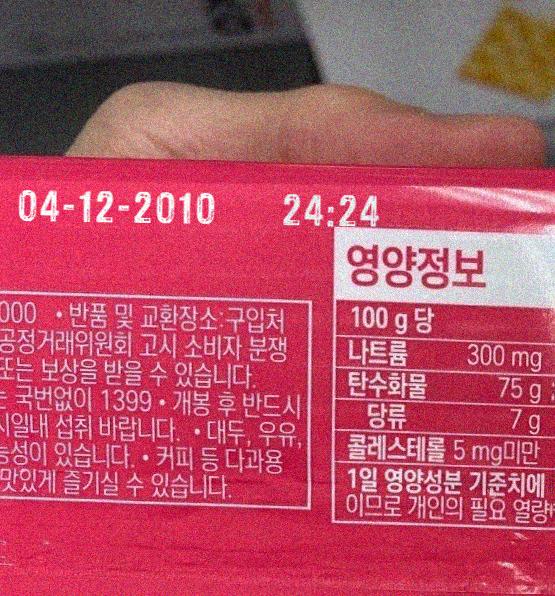 04-12-2010 24:24
000 • 반품 및 교환장소:구입처
공정거래위원회 고시 소비자 분쟁
또는 보상을 받을 수 있습니다.
국번없이 1399 • 개봉 후 반드시
시일내 섭취 바랍니다. • 대두, 우유,
능성이 있습니다. • 커피 등 다과용
맛있게 즐기실 수 있습니다.
영양정보
100 g 당
나트륨 300 mg
탄수화물 75 g
당류 7 g
콜레스테롤 5 mg미만
1일 영양성분 기준치에
이므로 개인의 필요 열량